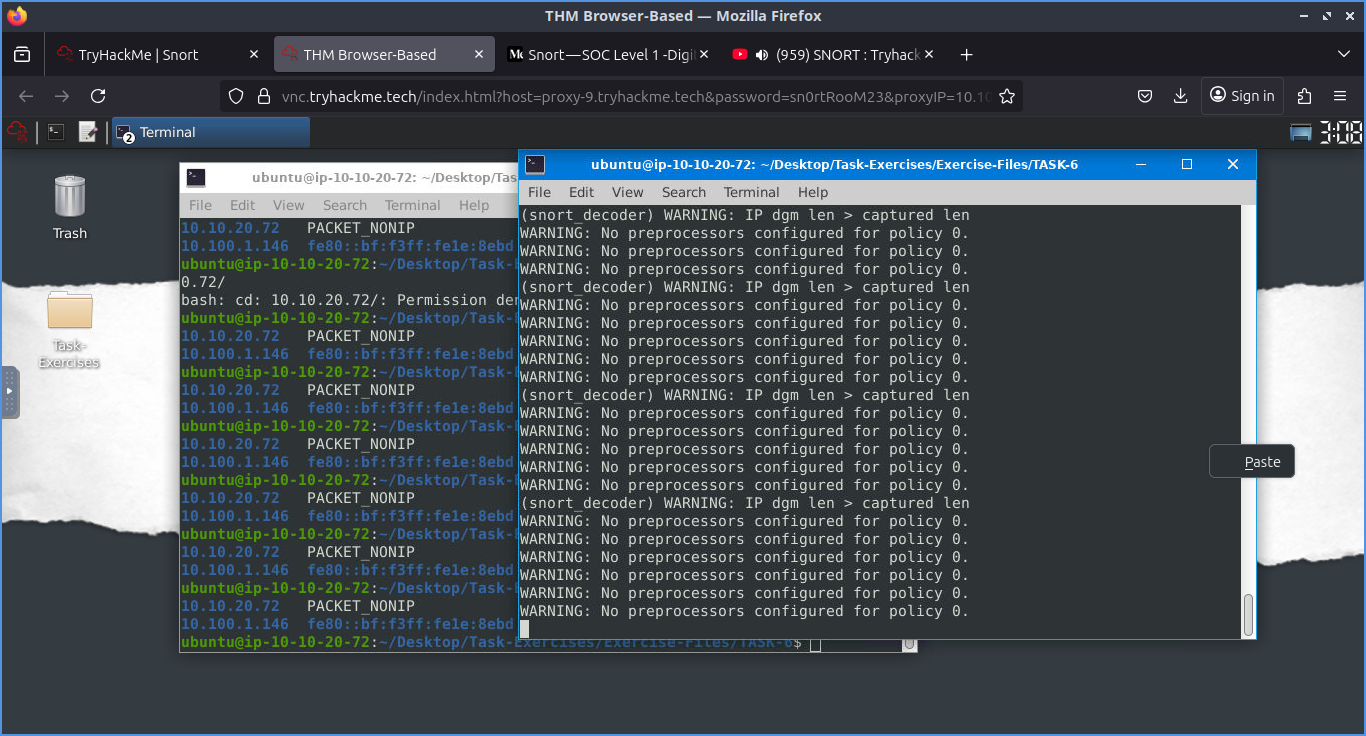 THM Browser-Based — Mozilla Firefox
TryHackMe | Snort
THM Browser-Based
Snort — SOC Level 1 -Digi
(959) SNORT : Tryhack
vnc.tryhackme.tech/index.html?host=proxy-9.tryhackme.tech&password=sn0rtRooM23&proxyIP=10.10
Sign in
2 Terminal
3:08
Trash
Task-
Exercises
ubuntu@ip-10-10-20-72: ~/Desktop/Tas
File Edit View Search Terminal Help
10.10.20.72 PACKET_NONIP
10.100.1.146 fe80::bf:f3ff:fe1e:8ebd
ubuntu@ip-10-10-20-72:~/Desktop/Task-E
0.72/
bash: cd: 10.10.20.72/: Permission den
ubuntu@ip-10-10-20-72:~/Desktop/Task-E
10.10.20.72 PACKET_NONIP
10.100.1.146 fe80::bf:f3ff:fe1e:8ebd
ubuntu@ip-10-10-20-72:~/Desktop/Task-E
10.10.20.72 PACKET_NONIP
10.100.1.146 fe80::bf:f3ff:fe1e:8ebd
ubuntu@ip-10-10-20-72:~/Desktop/Task-E
10.10.20.72 PACKET_NONIP
10.100.1.146 fe80::bf:f3ff:fe1e:8ebd
ubuntu@ip-10-10-20-72:~/Desktop/Task-E
10.10.20.72 PACKET_NONIP
10.100.1.146 fe80::bf:f3ff:fe1e:8ebd
ubuntu@ip-10-10-20-72:~/Desktop/Task-E
10.10.20.72 PACKET_NONIP
10.100.1.146 fe80::bf:f3ff:fe1e:8ebd
ubuntu@ip-10-10-20-72:~/Desktop/Task-E
10.10.20.72 PACKET_NONIP
10.100.1.146 fe80::bf:f3ff:fe1e:8ebd
ubuntu@ip-10-10-20-72:~/Desktop/Task-Exercises/Exercise-Files/TASK-6$
ubuntu@ip-10-10-20-72: ~/Desktop/Task-Exercises/Exercise-Files/TASK-6
File Edit View Search Terminal Help
(snort_decoder) WARNING: IP dgm len > captured len
WARNING: No preprocessors configured for policy 0.
WARNING: No preprocessors configured for policy 0.
WARNING: No preprocessors configured for policy 0.
(snort_decoder) WARNING: IP dgm len > captured len
WARNING: No preprocessors configured for policy 0.
WARNING: No preprocessors configured for policy 0.
WARNING: No preprocessors configured for policy 0.
WARNING: No preprocessors configured for policy 0.
WARNING: No preprocessors configured for policy 0.
(snort_decoder) WARNING: IP dgm len > captured len
WARNING: No preprocessors configured for policy 0.
WARNING: No preprocessors configured for policy 0.
WARNING: No preprocessors configured for policy 0.
WARNING: No preprocessors configured for policy 0.
WARNING: No preprocessors configured for policy 0.
(snort_decoder) WARNING: IP dgm len > captured len
WARNING: No preprocessors configured for policy 0.
WARNING: No preprocessors configured for policy 0.
WARNING: No preprocessors configured for policy 0.
WARNING: No preprocessors configured for policy 0.
WARNING: No preprocessors configured for policy 0.
WARNING: No preprocessors configured for policy 0.
Paste